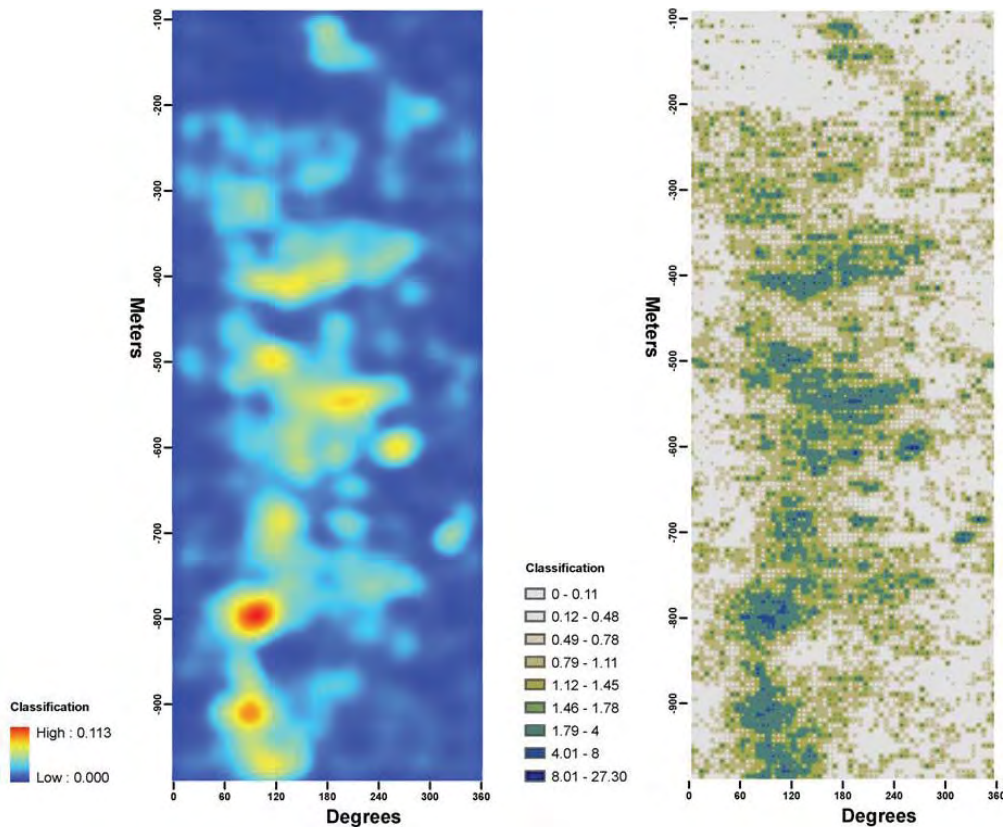 -100
-200
-300
-400
-500
-600
-700
-800
-900
Meters
0 60 120 180 240 300 360
Degrees
Classification
High : 0.113
Low : 0.000
-100
-200
-300
-400
-500
-600
-700
-800
-900
Meters
0 60 120 180 240 300 360
Degrees
Classification
0 - 0.11
0.12 - 0.48
0.49 - 0.78
0.79 - 1.11
1.12 - 1.45
1.46 - 1.78
1.79 - 4
4.01 - 8
8.01 - 27.30